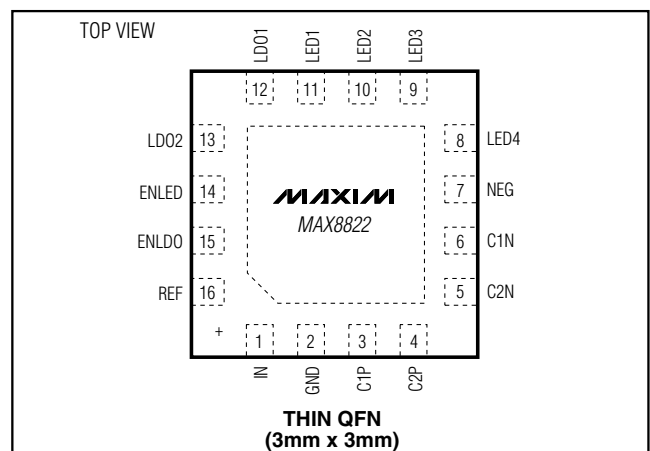 TOP VIEW
LDO1
LED1
LED2
LED3
12
11
10
9
LDO2
13
8
LED4
ENLED
14
MAXIM
7
NEG
MAX8822
ENLDO
15
6
C1N
REF
16
5
C2N
+
1
2
3
4
IN
GND
C1P
C2P
THIN QFN
(3mm x 3mm)